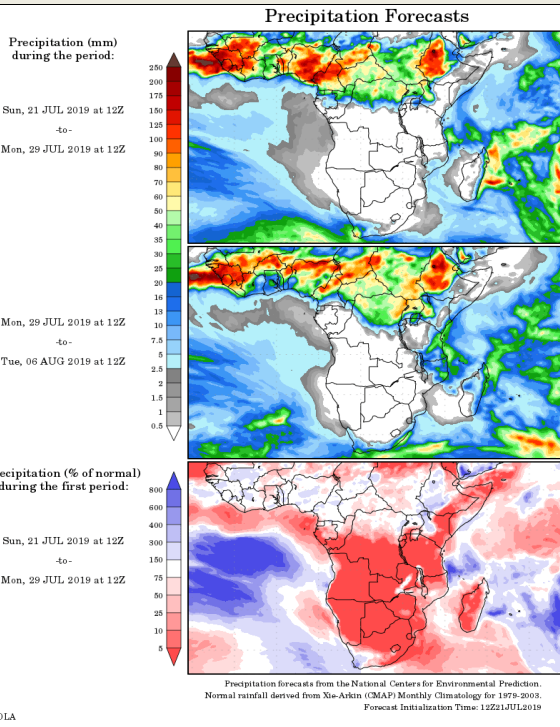 Precipitation Forecasts
Precipitation (mm)
during the period:
Sun, 21 JUL 2019 at 12Z
-to-
Mon, 29 JUL 2019 at 12Z
250
200
175
150
125
100
90
80
70
60
50
40
35
30
25
20
16
13
10
7.5
5
2.5
2
1.5
1
0.5
Mon, 29 JUL 2019 at 12Z
-to-
Tue, 06 AUG 2019 at 12Z
ecipitation (% of normal)
during the first period:
Sun, 21 JUL 2019 at 12Z
-to-
Mon, 29 JUL 2019 at 12Z
800
600
400
300
150
75
50
25
10
5
Precipitation forecasts from the National Centers for Environmental Prediction.
Normal rainfall derived from Xie-Arkin (CMAP) Monthly Climatology for 1979-2003.
Forecast Initialization Time: 12Z21JUL2019
OLA